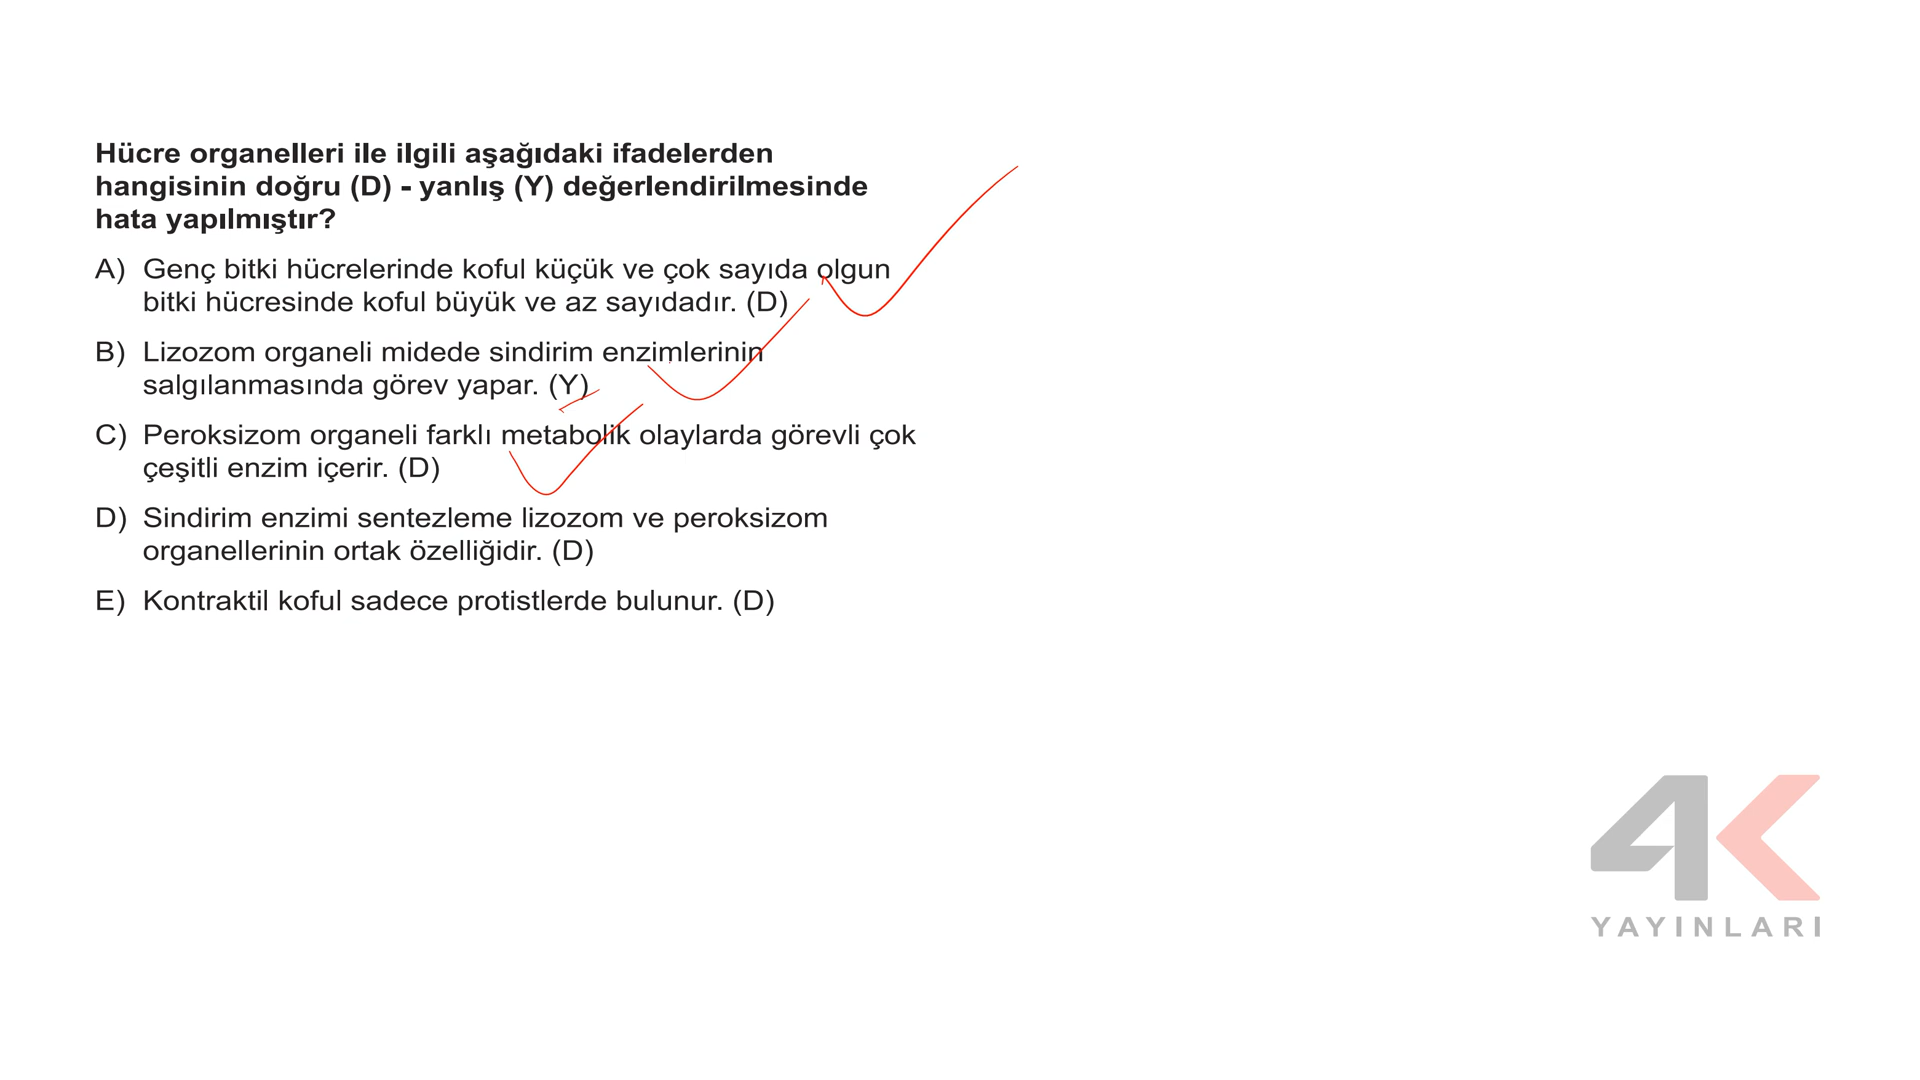 Hücre organelleri ile ilgili aşağıdaki ifadelerden
hangisinin doğru (D) - yanlış (Y) değerlendirilmesinde
hata yapılmıştır?
A) Genç bitki hücrelerinde koful küçük ve çok sayıda olgun
bitki hücresinde koful büyük ve az sayıdadır. (D)
B) Lizozom organeli midede sindirim enzimlerinin
salgılanmasında görev yapar. (Y)
C) Peroksizom organeli farklı metabolik olaylarda görevli çok
çeşitli enzim içerir. (D)
D) Sindirim enzimi sentezleme lizozom ve peroksizom
organellerinin ortak özelliğidir. (D)
E) Kontraktil koful sadece protistlerde bulunur. (D)
4K
YAYINLARI